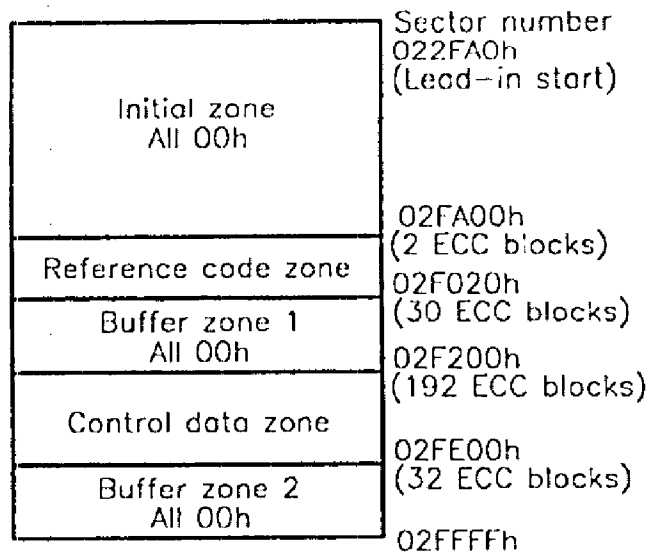 Sector number
022FA0h
(Lead-in start)
Initial zone
All 00h
02FA00h
(2 ECC blocks)
Reference code zone
02F020h
(30 ECC blocks)
Buffer zone 1
All 00h
02F200h
(192 ECC blocks)
Control data zone
02FE00h
(32 ECC blocks)
Buffer zone 2
All 00h
02FFFFh